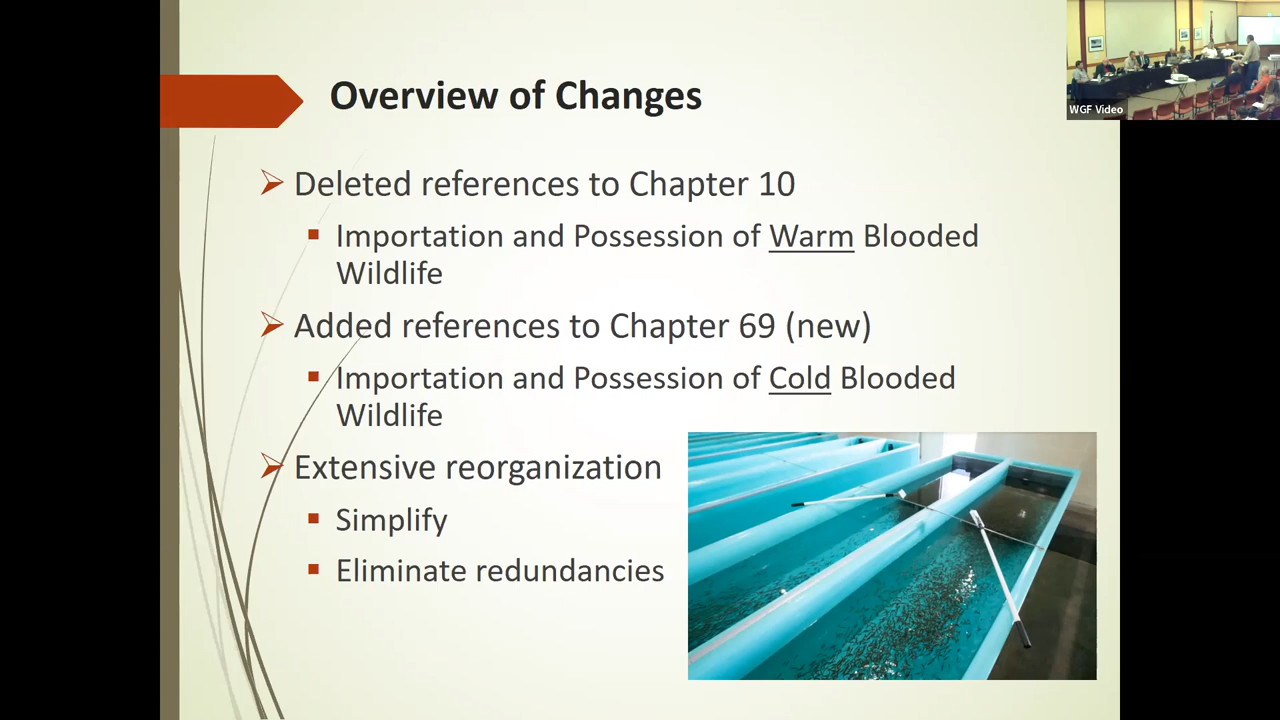 WGF Video
Overview of Changes
Deleted references to Chapter 10
Importation and Possession of Warm Blooded
Wildlife
Added references to Chapter 69 (new)
Importation and Possession of Cold Blooded
Wildlife
Extensive reorganization
Simplify
Eliminate redundancies